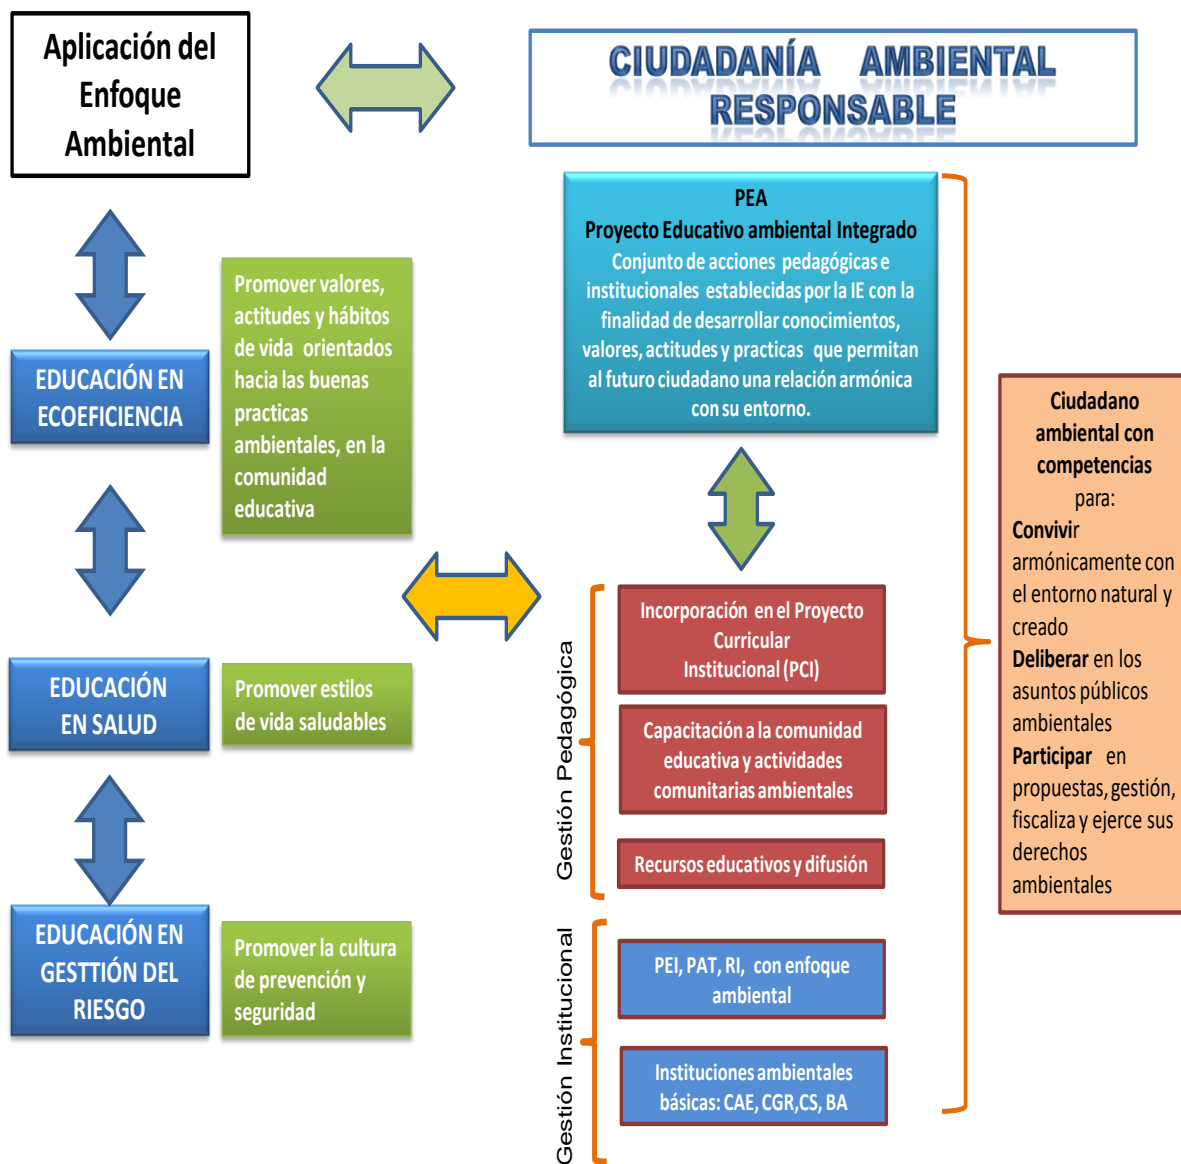 Aplicación del
Enfoque
Ambiental
CIUDADANÍA AMBIENTAL
RESPONSABLE
EDUCACIÓN EN
ECOEFICIENCIA
Promover valores,
actitudes y hábitos
de vida orientados
hacia las buenas
practicas
ambientales, en la
comunidad
educativa
EDUCACIÓN
EN SALUD
Promover estilos
de vida saludables
EDUCACIÓN EN
GESTTIÓN DEL
RIESGO
Promover la cultura
de prevención y
seguridad
PEA
Proyecto Educativo ambiental Integrado
Conjunto de acciones pedagógicas e
institucionales establecidas por la IE con la
finalidad de desarrollar conocimientos,
valores, actitudes y practicas que permitan
al futuro ciudadano una relación armónica
con su entorno.
Gestión Pedagógica
Incorporación en el Proyecto
Curricular
Institucional (PCI)
Capacitación a la comunidad
educativa y actividades
comunitarias ambientales
Recursos educativos y difusión
Gestión Institucional
PEI, PAT, RI, con enfoque
ambiental
Instituciones ambientales
básicas: CAE, CGR,CS, BA
Ciudadano
ambiental con
competencias
para:
Convivir
armónicamente con
el entorno natural y
creado
Deliberar en los
asuntos públicos
ambientales
Participar en
propuestas, gestión,
fiscaliza y ejerce sus
derechos
ambientales